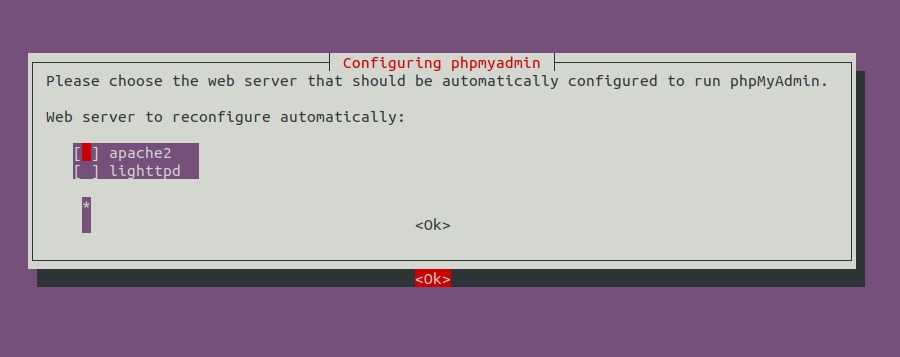 Configuring phpmyadmin
Please choose the web server that should be automatically configured to run phpMyAdmin.
Web server to reconfigure automatically:
[ ] apache2
[ ] lighttpd
*
<Ok>
<Ok>